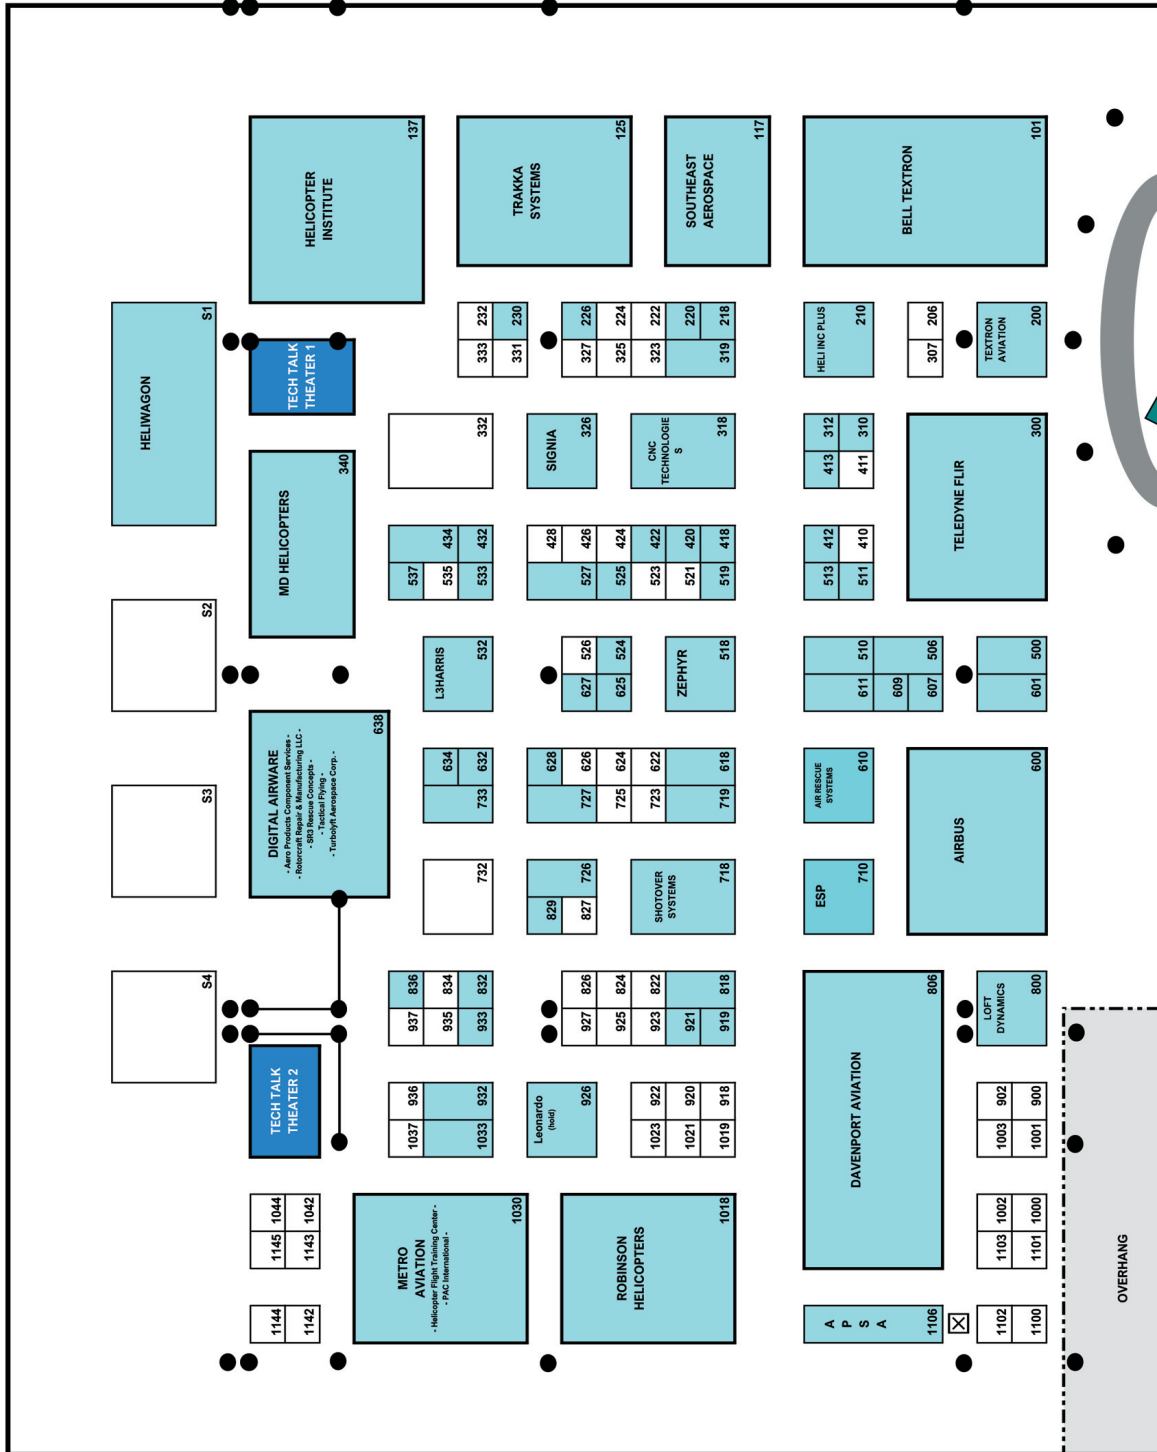 S4
S3
S2
HELIWAGON
S1
1144
1142
1145 1044
1143 1042
TECH TALK
THEATER 2
DIGITAL AIRWARE
- Aero Products Component Services -
- Rotorcraft Repair & Manufacturing LLC -
- SR3 Rescue Concepts -
- Tactical Flying -
- Turbolyft Aerospace Corp. -
638
MD HELICOPTERS
340
TECH TALK
THEATER 1
HELICOPTER
INSTITUTE
137
METRO
AVIATION
- Helicopter Flight Training Center -
- PAC International -
1030
1037 936
1033 932
937 836
935 834
933 832
732
634
733 632
L3HARRIS
532
537
535 434
533 432
332
333 232
331 230
TRAKKA
SYSTEMS
125
ROBINSON
HELICOPTERS
1018
Leonardo
(hold)
926
1023 922
1021 920
1019 918
927 826
925 824
923 822
921
919 818
829
827 726
SHOTOVER
SYSTEMS
718
628
727 626
725 624
723 622
719 618
627 526
625 524
ZEPHYR
518
428
527 426
525 424
523 422
521 420
519 418
SIGNIA
326
CNC
TECHNOLOGIE
S
318
327 226
325 224
323 222
220
319 218
SOUTHEAST
AEROSPACE
117
A
P
S
A
1106
DAVENPORT AVIATION
806
ESP
710
AIR RESCUE
SYSTEMS
610
611 510
609
607 506
513 412
511 410
413 312
411 310
HELI INC PLUS
210
307 206
BELL TEXTRON
101
AIRBUS
600
TELEDYNE FLIR
300
1102
1100
1103 1002
1101 1000
1003 902
1001 900
LOFT
DYNAMICS
800
601 500
TEXTRON
AVIATION
200
OVERHANG